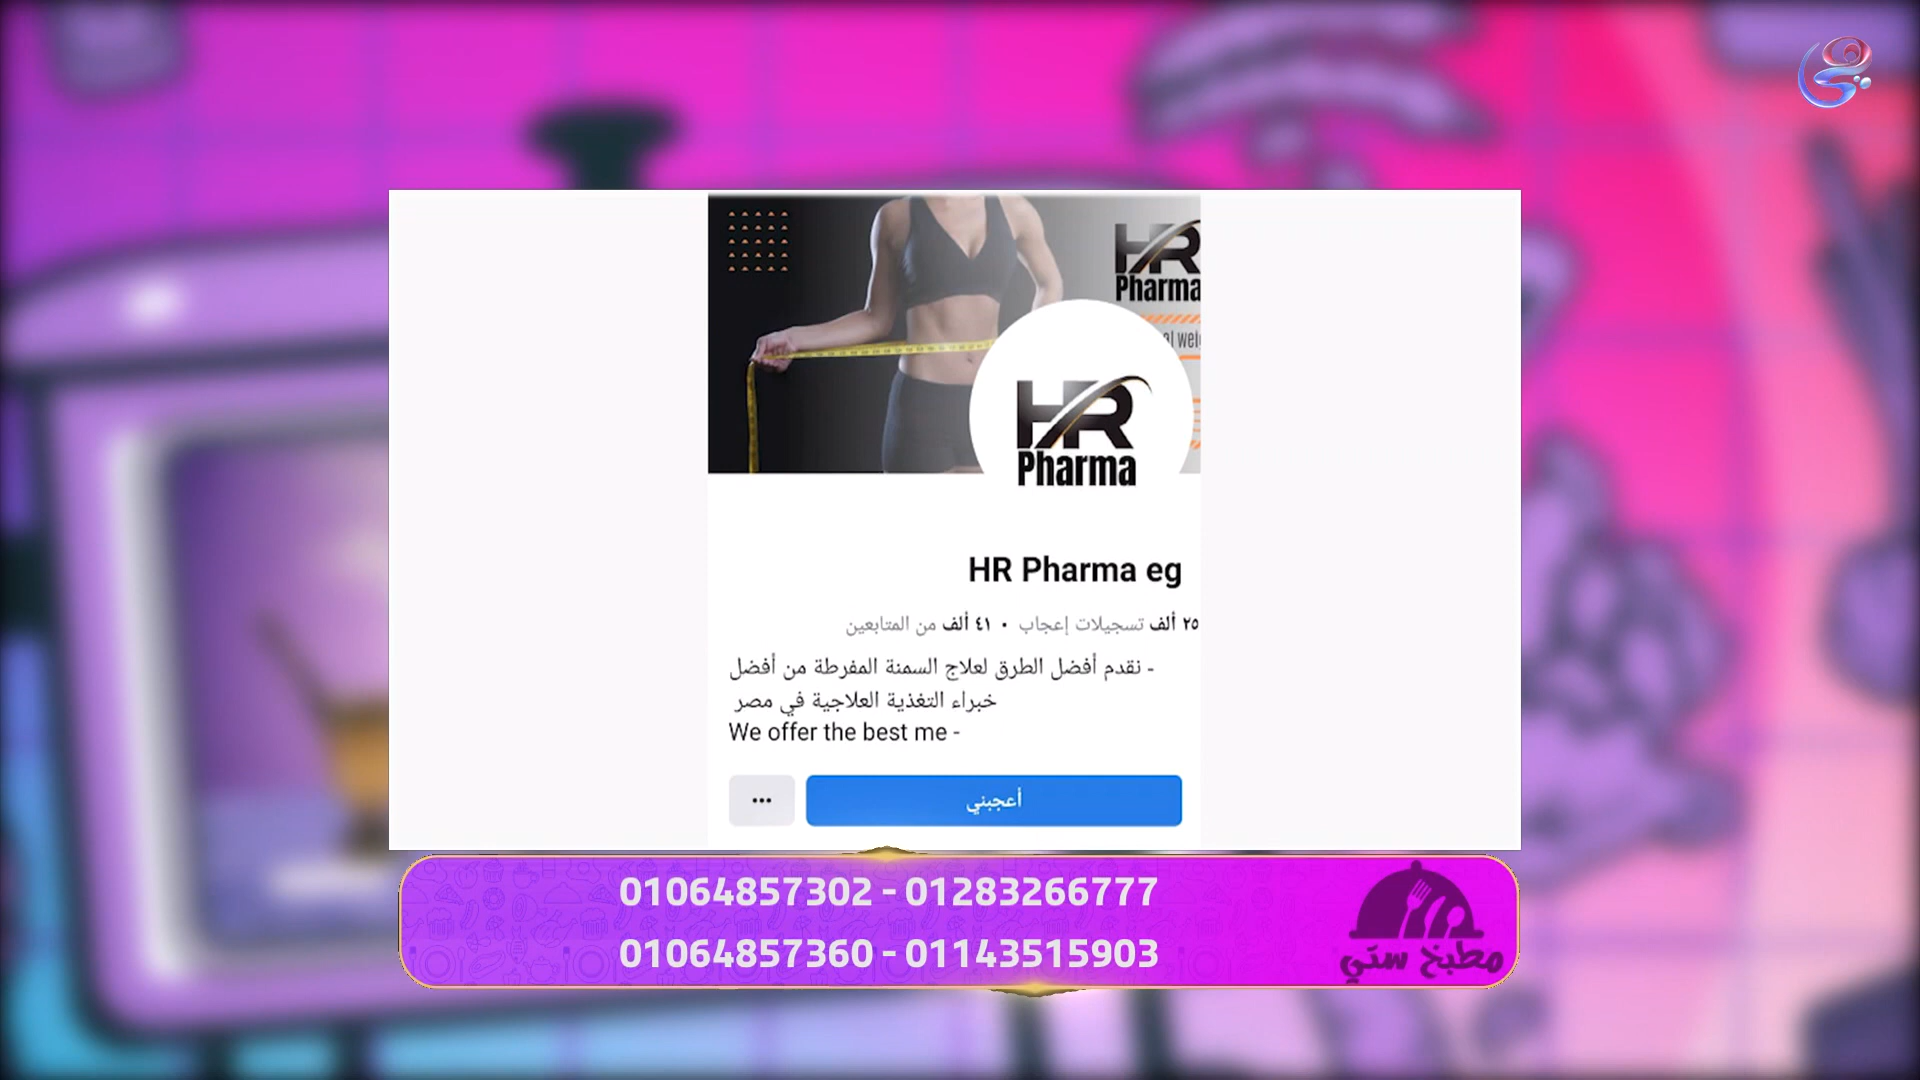 HR
Pharma
al wei
HR
Pharma
HR Pharma eg
٢٥ ألف تسجيلات إعجاب • ٤١ ألف من المتابعين
- نقدم أفضل الطرق لعلاج السمنة المفرطة من أفضل
خبراء التغذية العلاجية في مصر
We offer the best me -
أعجبني
01064857302 - 01283266777
01064857360 - 01143515903
مطبخ ستي